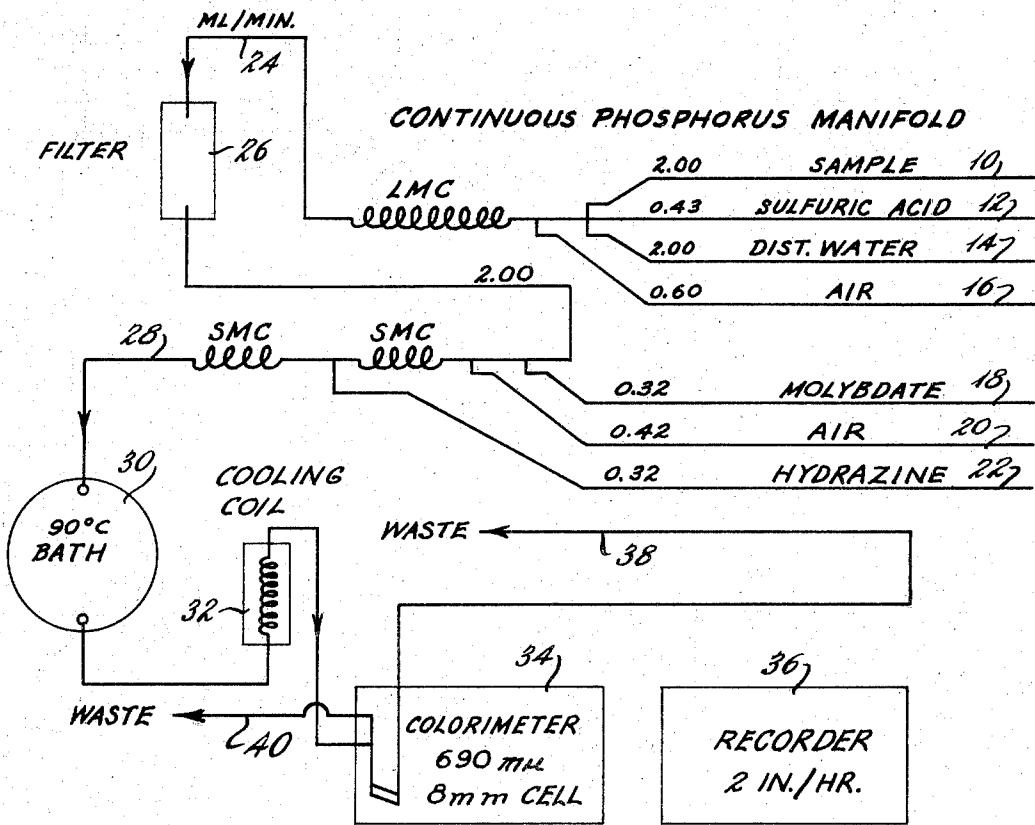 ML/MIN.
24
CONTINUOUS PHOSPHORUS MANIFOLD
FILTER
26
LMC
2.00 SAMPLE 10
0.43 SULFURIC ACID 12
2.00 DIST. WATER 14
0.60 AIR 16
2.00
28
SMC
SMC
0.32 MOLYBDATE 18
0.42 AIR 20
0.32 HYDRAZINE 22
30
90°C
BATH
COOLING
COIL
32
WASTE
38
34
36
WASTE
40
COLORIMETER
690 mμ
8mm CELL
RECORDER
2 IN./HR.